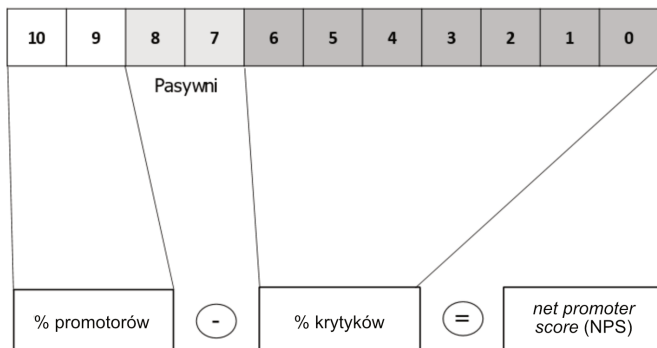 10 9 8 7 6 5 4 3 2 1 0
Pasywni
% promotorów - % krytyków = net promoter
score (NPS)